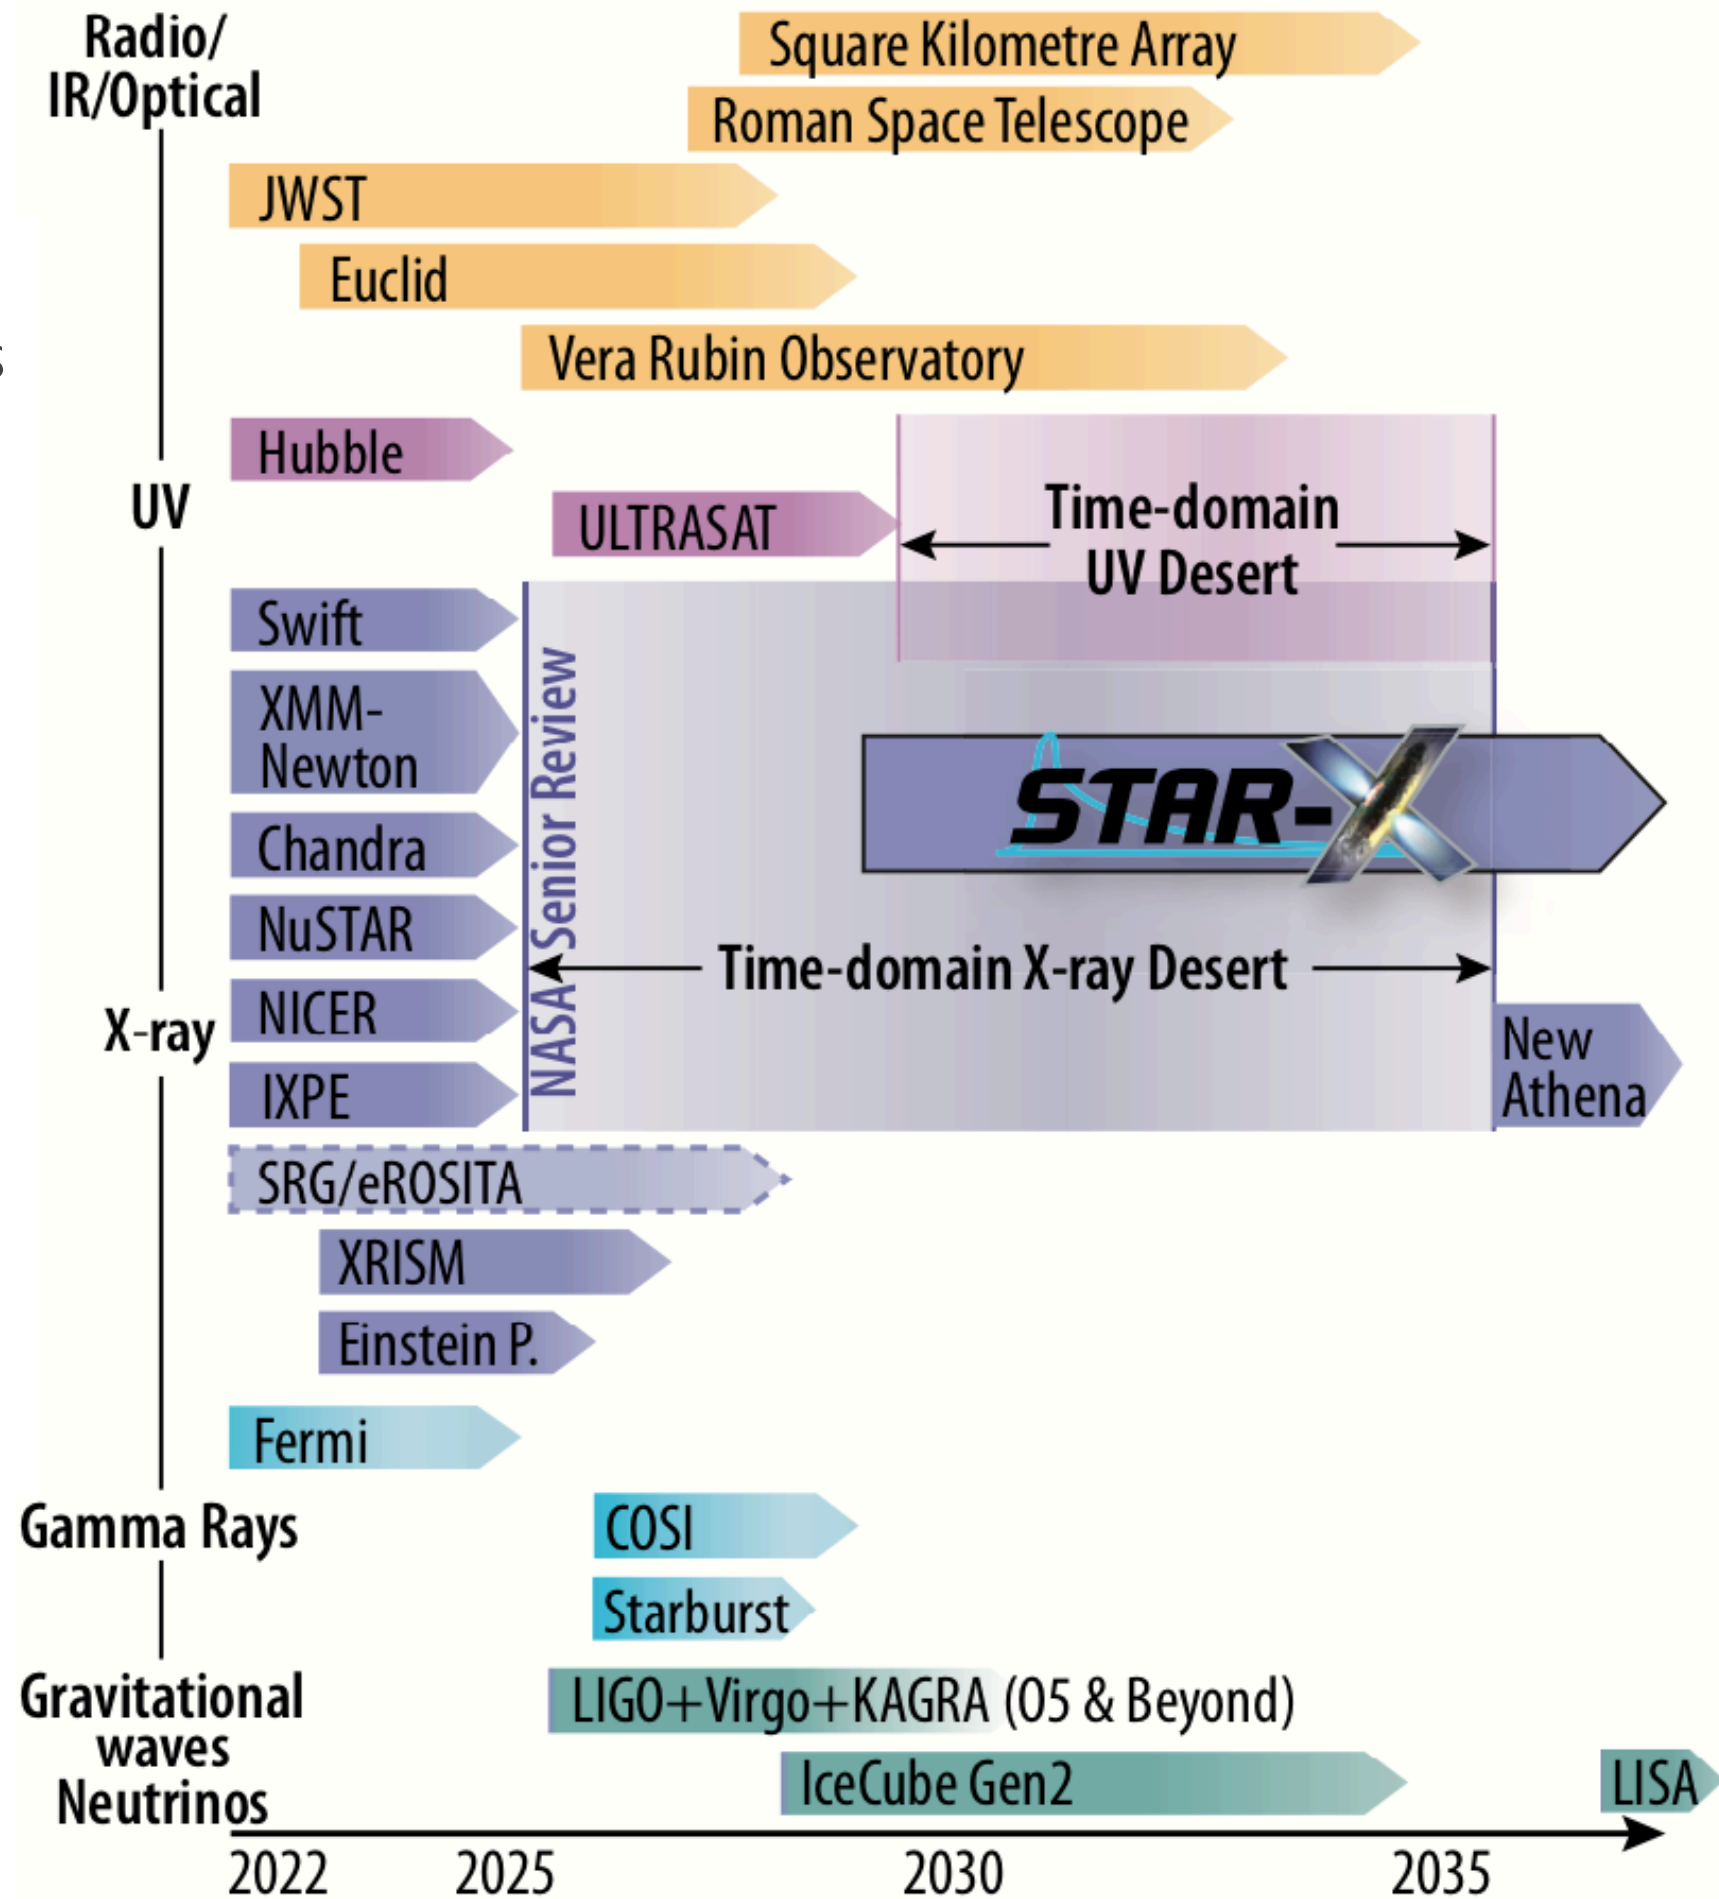 Radio/
IR/Optical
Square Kilometre Array
Roman Space Telescope
JWST
Euclid
Vera Rubin Observatory
s
Hubble
UV
ULTRASAT
Time-domain
UV Desert
Swift
XMM-
Newton
Chandra
NuSTAR
NICER
IXPE
NASA Senior Review
STAR-X
Time-domain X-ray Desert
X-ray
New
Athena
SRG/eROSITA
XRISM
Einstein P.
Fermi
Gamma Rays
COSI
Starburst
Gravitational
waves
Neutrinos
LIGO+Virgo+KAGRA (O5 & Beyond)
IceCube Gen2
LISA
2022 2025 2030 2035